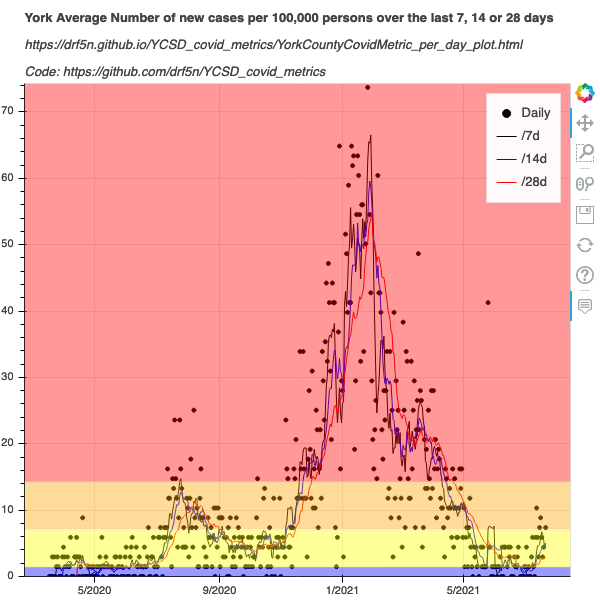 York Average Number of new cases per 100,000 persons over the last 7, 14 or 28 days
https://drf5n.github.io/YCSD_covid_metrics/YorkCountyCovidMetric_per_day_plot.html
Code: https://github.com/drf5n/YCSD_covid_metrics
Daily
/7d
/14d
/28d
70
60
50
40
30
20
10
0
5/2020
9/2020
1/2021
5/2021